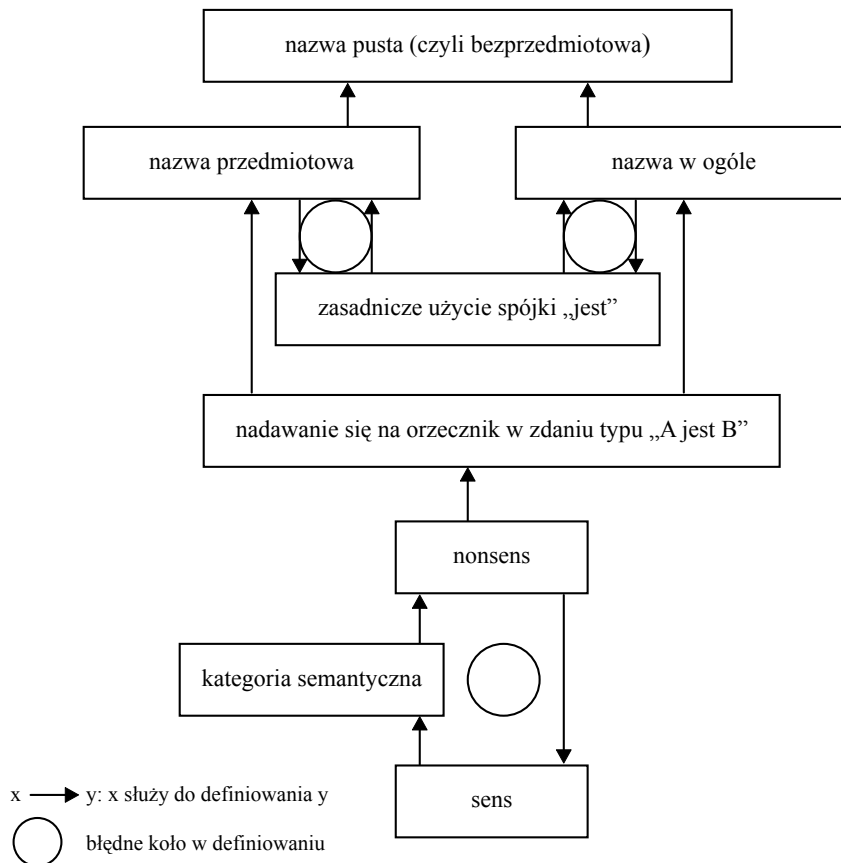 nazwa pusta (czyli bezprzedmiotowa)
nazwa przedmiotowa
nazwa w ogóle
zasadnicze użycie spójki „jest”
nadawanie się na orzecznik w zdaniu typu „A jest B”
nonsens
kategoria semantyczna
sens
x y: x służy do definiowania y
błędne koło w definiowaniu